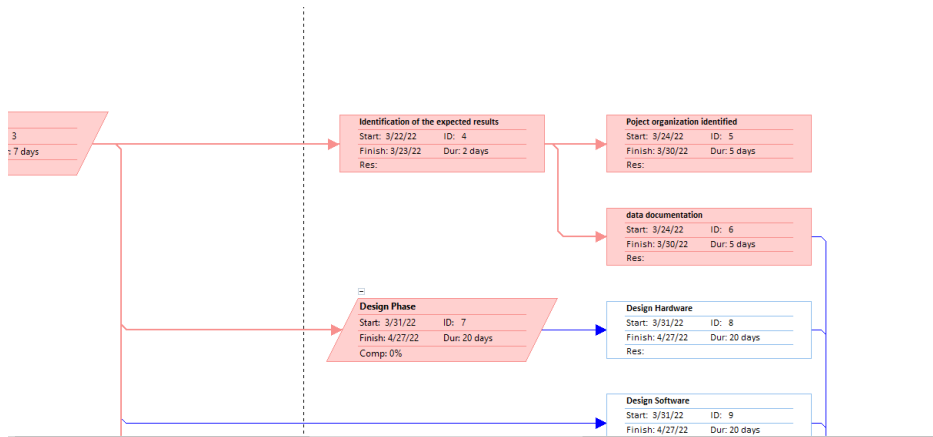 3
: 7 days
Identification of the expected results
Start: 3/22/22 ID: 4
Finish: 3/23/22 Dur: 2 days
Res:
Poject organization identified
Start: 3/24/22 ID: 5
Finish: 3/30/22 Dur: 5 days
Res:
data documentation
Start: 3/24/22 ID: 6
Finish: 3/30/22 Dur: 5 days
Res:
Design Phase
Start: 3/31/22 ID: 7
Finish: 4/27/22 Dur: 20 days
Comp: 0%
Design Hardware
Start: 3/31/22 ID: 8
Finish: 4/27/22 Dur: 20 days
Res:
Design Software
Start: 3/31/22 ID: 9
Finish: 4/27/22 Dur: 20 days